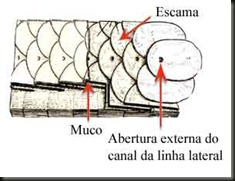 Escama
Muco
Abertura externa do
canal da linha lateral